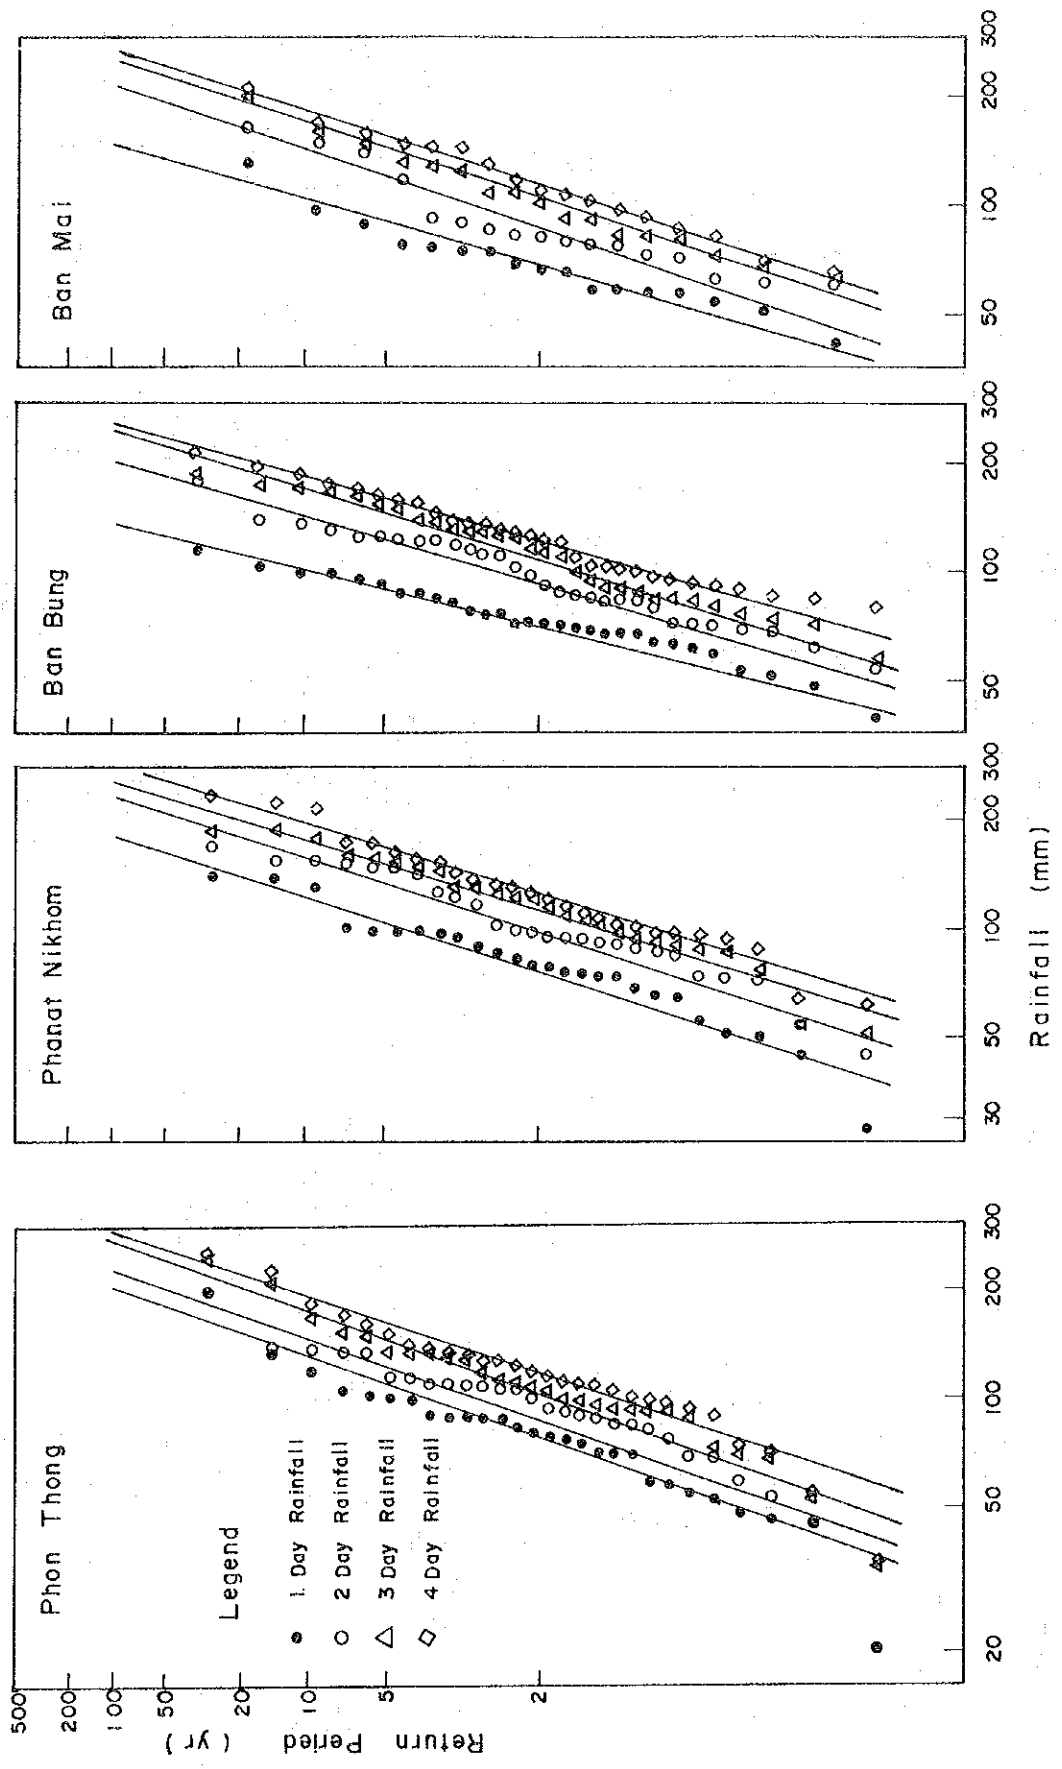 Phon Thong
Phanat Nikhom
Ban Bung
Ban Mai
Legend
1 Day Rainfall
2 Day Rainfall
3 Day Rainfall
4 Day Rainfall
Return Period (yr)
500
200
100
50
20
10
5
2
20
50
100
200
300
30
50
100
200
300
50
100
200
300
50
100
200
300
Rainfall (mm)